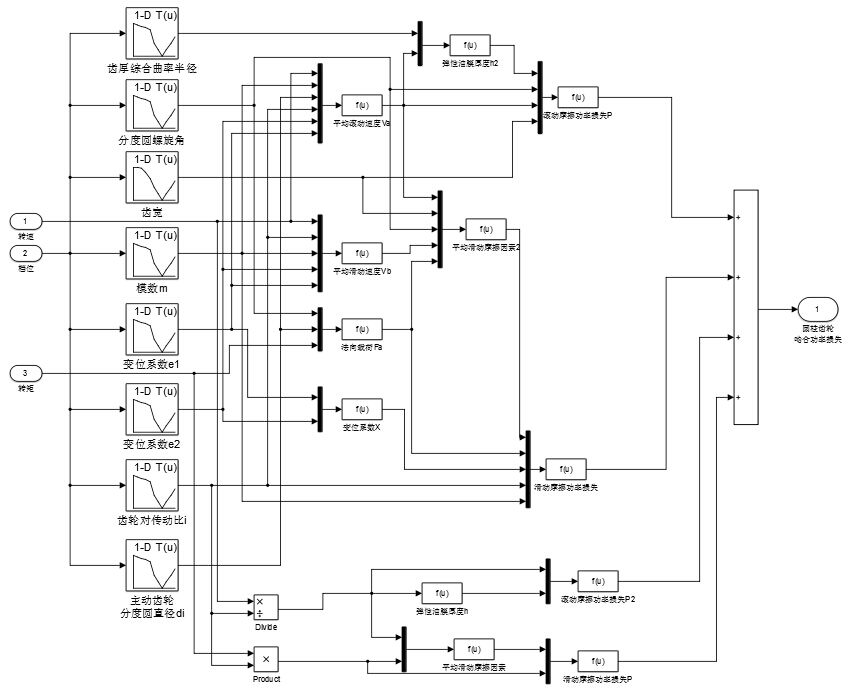 1-D T(u)
齿厚综合曲率半径
f(u)
弹性油膜厚度h2
1-D T(u)
分度圆螺旋角
f(u)
平均滚动速度Va
f(u)
滚动摩擦功率损失P
1-D T(u)
齿宽
1
转速
2
档位
1-D T(u)
模数m
f(u)
平均滑动速度Vb
f(u)
平均滑动摩擦因素2
+
+
+
+
1
圆柱齿轮
啮合功率损失
1-D T(u)
变位系数e1
f(u)
法向载荷Fa
3
转矩
1-D T(u)
变位系数e2
f(u)
变位系数X
1-D T(u)
齿轮对传动比i
f(u)
滑动摩擦功率损失
1-D T(u)
主动齿轮
分度圆直径di
×
÷
Divide
f(u)
弹性油膜厚度h
f(u)
滚动摩擦功率损失P2
×
Product
f(u)
平均滑动摩擦因素
f(u)
滑动摩擦功率损失P